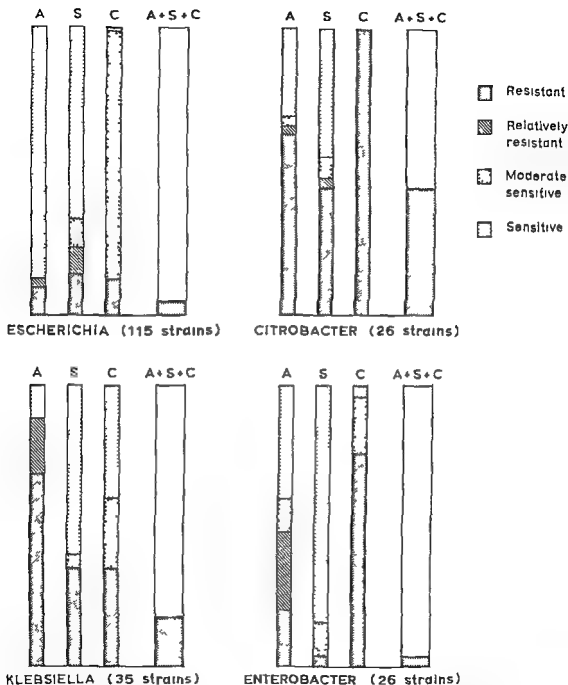 A S C A+S+C
ESCHERICHIA (115 strains)
A S C A+S+C
CITROBACTER (26 strains)
Resistant
Relatively
resistant
Moderate
sensitive
Sensitive
A S C A+S+C
KLEBSIELLA (35 strains)
A S C A+S+C
ENTEROBACTER (26 strains)